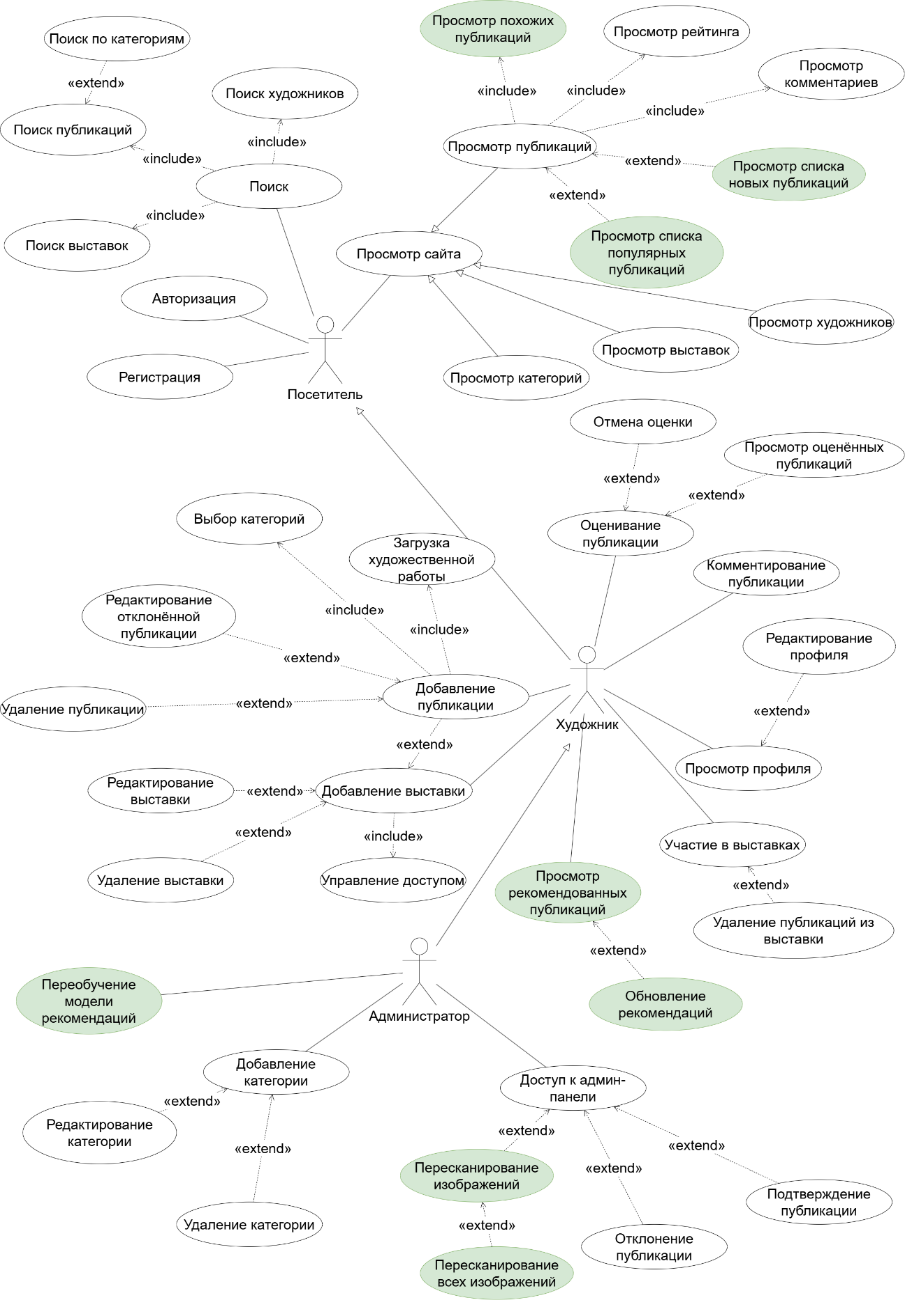 Просмотр похожих
публикаций
Просмотр рейтинга
Поиск по категориям
Просмотр
комментариев
«extend»
Поиск художников
«include»
«include»
Поиск публикаций
«include»
«include»
Просмотр публикаций
«include»
«extend»
Просмотр списка
новых публикаций
Поиск
«extend»
«include»
Просмотр списка
популярных
публикаций
Поиск выставок
Просмотр сайта
Авторизация
Просмотр художников
Просмотр выставок
Регистрация
Просмотр категорий
Посетитель
Отмена оценки
Просмотр оценённых
публикаций
«extend»
«extend»
Выбор категорий
Оценивание
публикации
Загрузка
художественной
работы
Комментирование
публикации
Редактирование
отклонённой
публикации
«include»
«include»
Редактирование
профиля
«extend»
Добавление
публикации
Удаление публикации
«extend»
«extend»
Художник
«extend»
Просмотр профиля
Редактирование
выставки
«extend»
Добавление выставки
«extend»
«include»
Участие в выставках
Удаление выставки
Управление доступом
Просмотр
рекомендованных
публикаций
«extend»
Удаление публикаций из
выставки
«extend»
Переобучение
модели
рекомендаций
Обновление
рекомендаций
Администратор
Добавление
категории
Доступ к админ-
панели
«extend»
Редактирование
категории
«extend»
«extend»
«extend»
Пересканирование
изображений
«extend»
Подтверждение
публикации
Удаление категории
«extend»
Отклонение
публикации
Пересканирование
всех изображений